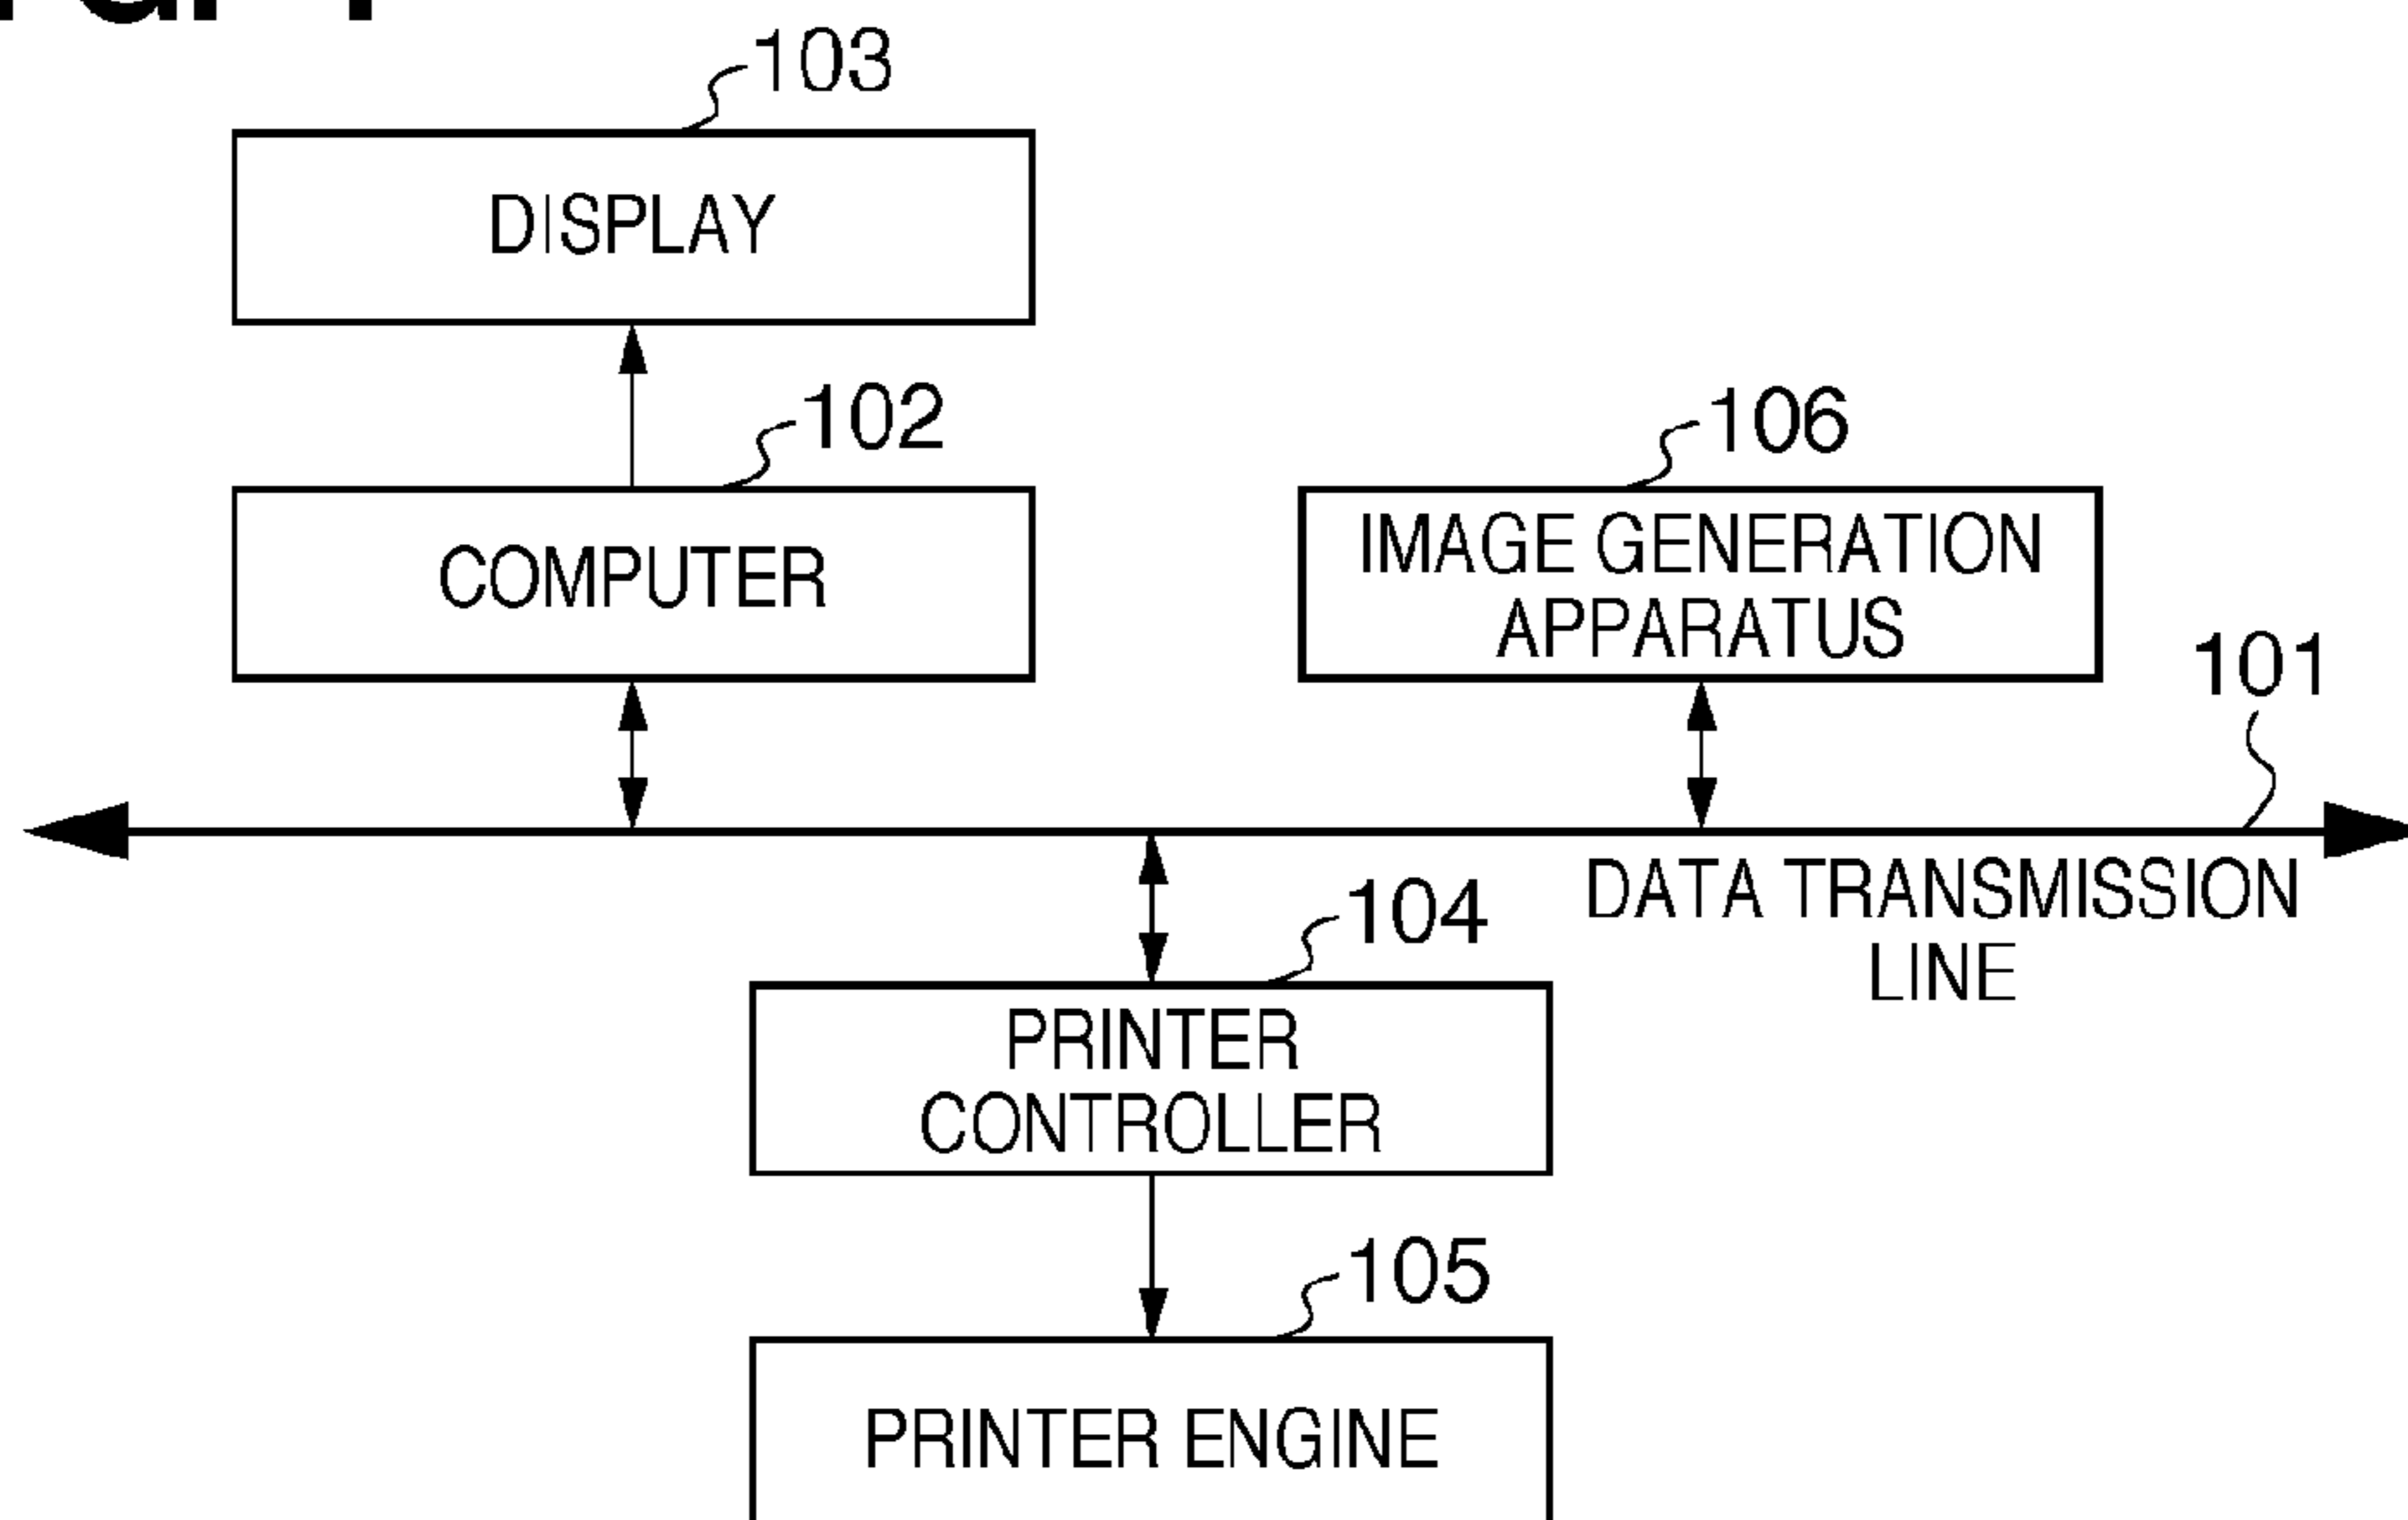 103
DISPLAY
102
COMPUTER
106
IMAGE GENERATION
APPARATUS
101
DATA TRANSMISSION
LINE
104
PRINTER
CONTROLLER
105
PRINTER ENGINE